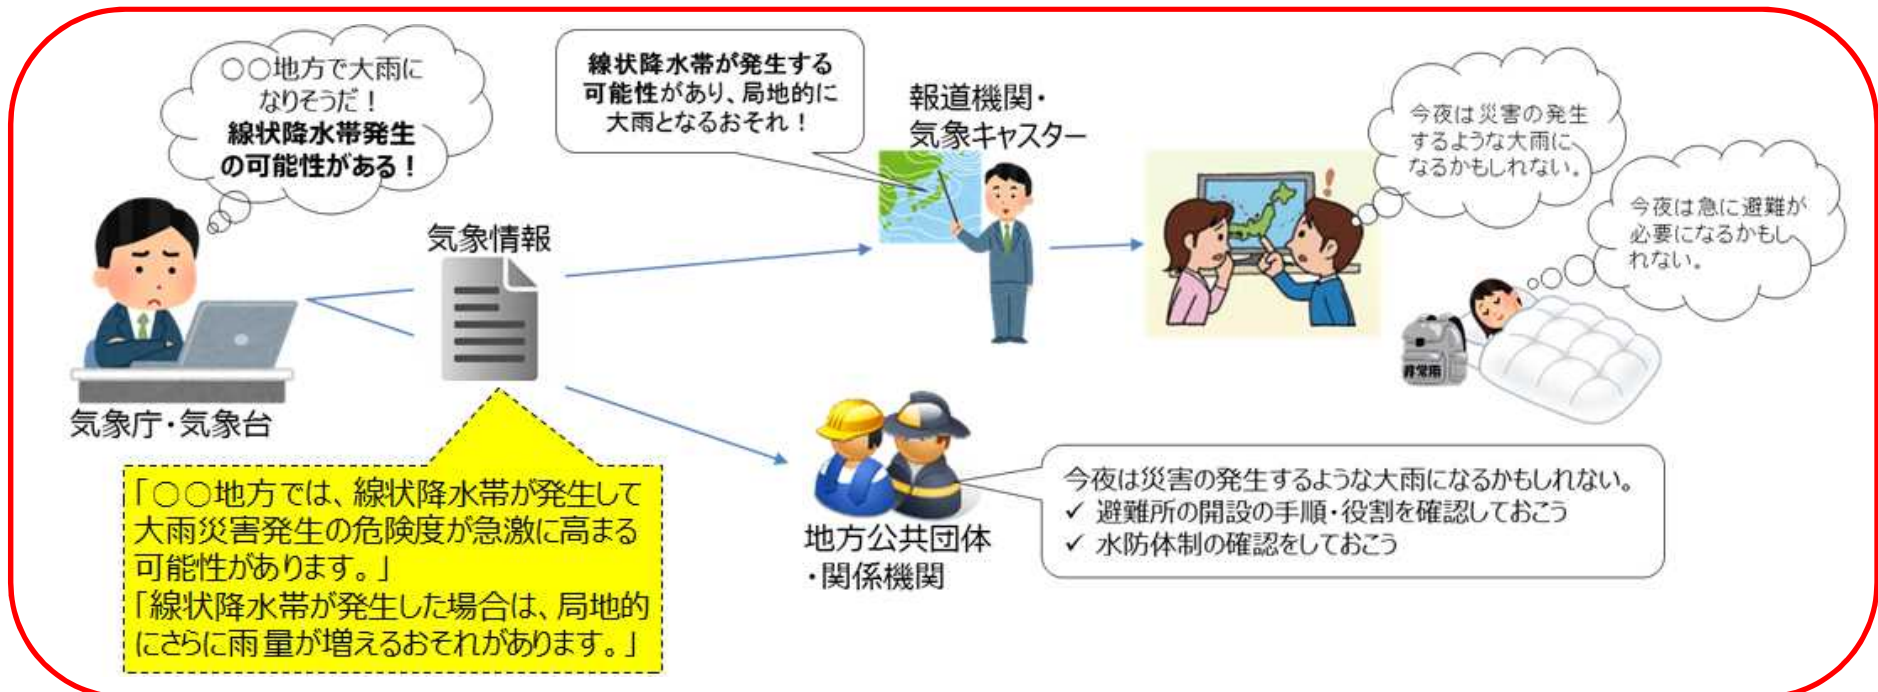 ○○地方で大雨に
なりそうだ！
線状降水帯発生
の可能性がある！
気象庁・気象台
気象情報
「○○地方では、線状降水帯が発生して
大雨災害発生の危険度が急激に高まる
可能性があります。」
「線状降水帯が発生した場合は、局地的
にさらに雨量が増えるおそれがあります。」
線状降水帯が発生する
可能性があり、局地的に
大雨となるおそれ！
報道機関・
気象キャスター
今夜は災害の発生
するような大雨に
なるかもしれない。
今夜は急に避難が
必要になるかもし
れない。
非常用
地方公共団体
・関係機関
今夜は災害の発生するような大雨になるかもしれない。
✓ 避難所の開設の手順・役割を確認しておこう
✓ 水防体制の確認をしておこう